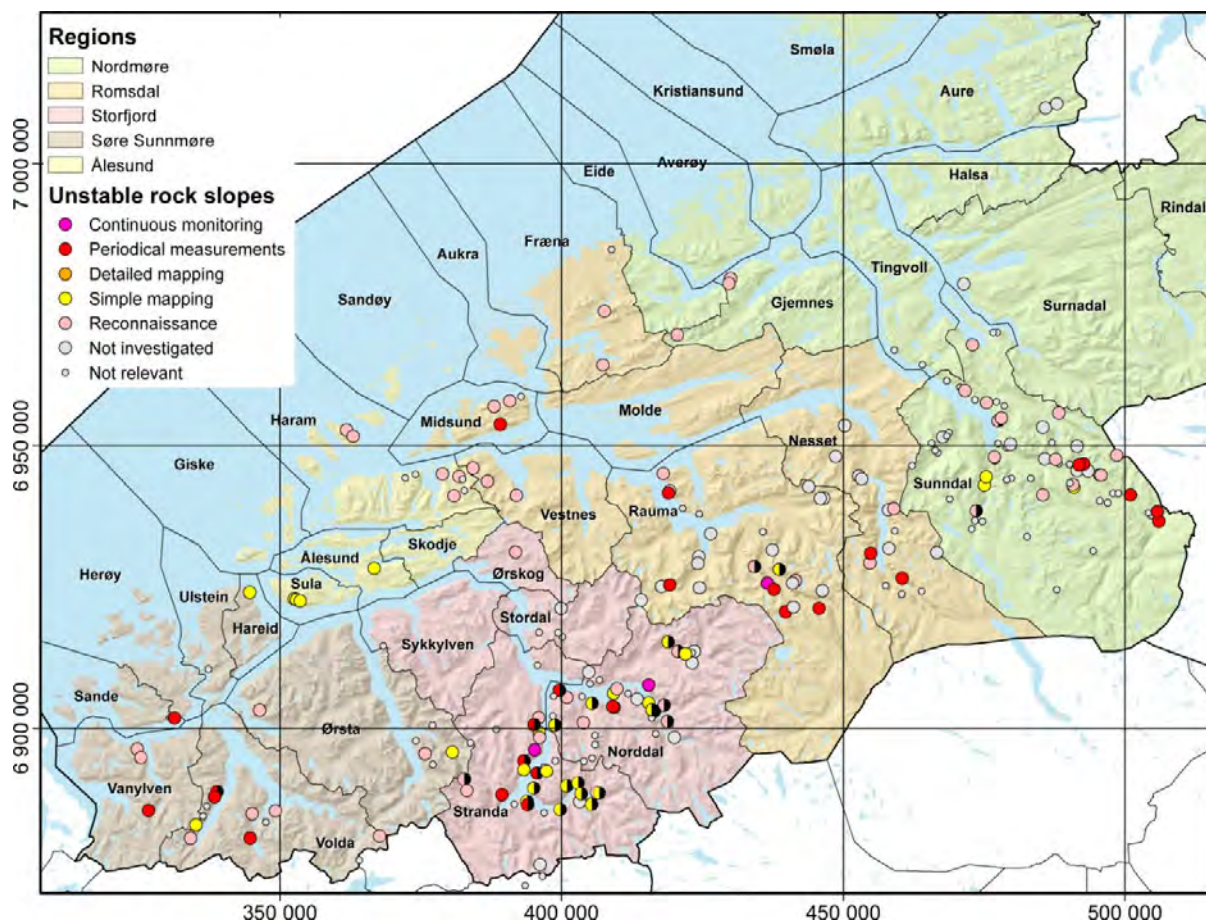 Regions
Nordmøre
Romsdal
Storfjord
Søre Sunnmøre
Ålesund
Unstable rock slopes
Continuous monitoring
Periodical measurements
Detailed mapping
Simple mapping
Reconnaissance
Not investigated
Not relevant
Smøla
Kristiansund
Aure
Averøy
Eide
Halsa
Rindal
Fræna
Aukra
Tingvoll
Sandøy
Gjemnes
Surnadal
Haram
Midsund
Molde
Nesset
Giske
Sunndal
Vestnes
Rauma
Skodje
Ålesund
Herøy
Ørskog
Sula
Ulstein
Hareid
Stordal
Sykkylven
Sande
Ørsta
Norddal
Vanylven
Stranda
Volda
7 000 000
6 950 000
6 900 000
350 000
400 000
450 000
500 000